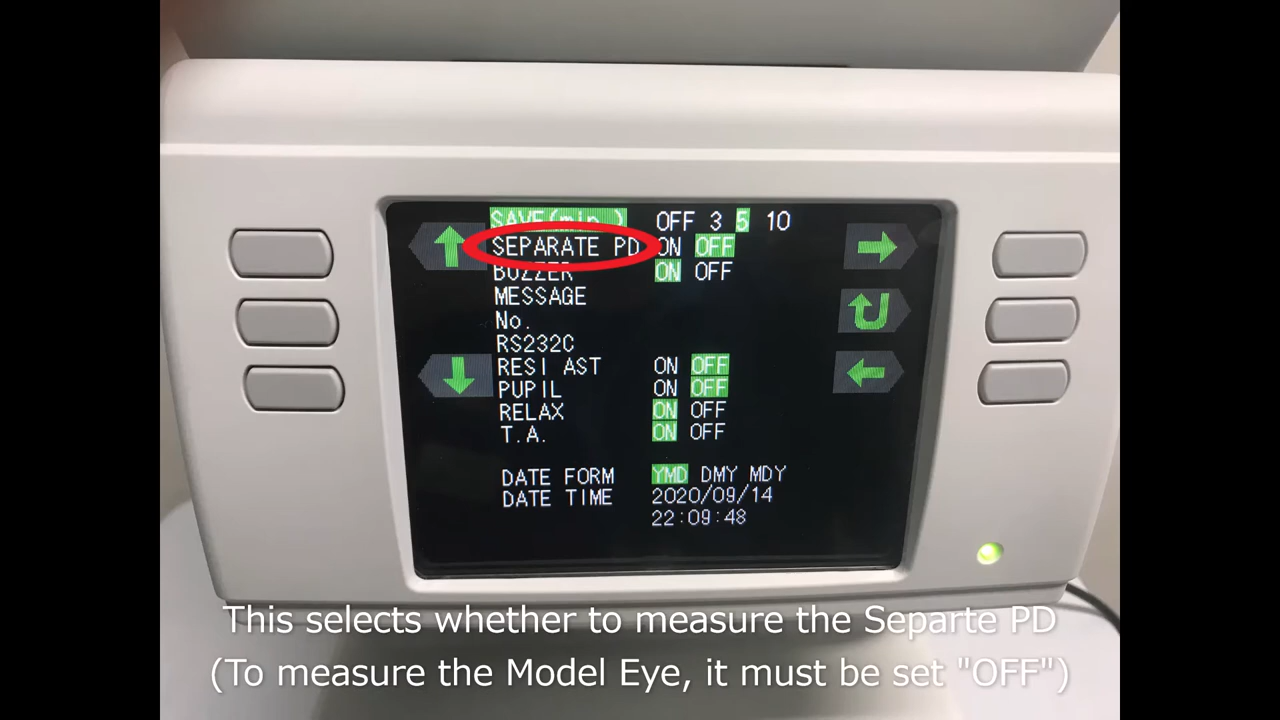 SAVE(min.) OFF 3 5 10
SEPARATE PD ON OFF
BUZZER ON OFF
MESSAGE
No.
RS232C
RESI AST ON OFF
PUPIL ON OFF
RELAX ON OFF
T.A. ON OFF
DATE FORM YMD DMY MDY
DATE TIME 2020/09/14
22:09:48
This selects whether to measure the Separte PD
(To measure the Model Eye, it must be set "OFF")